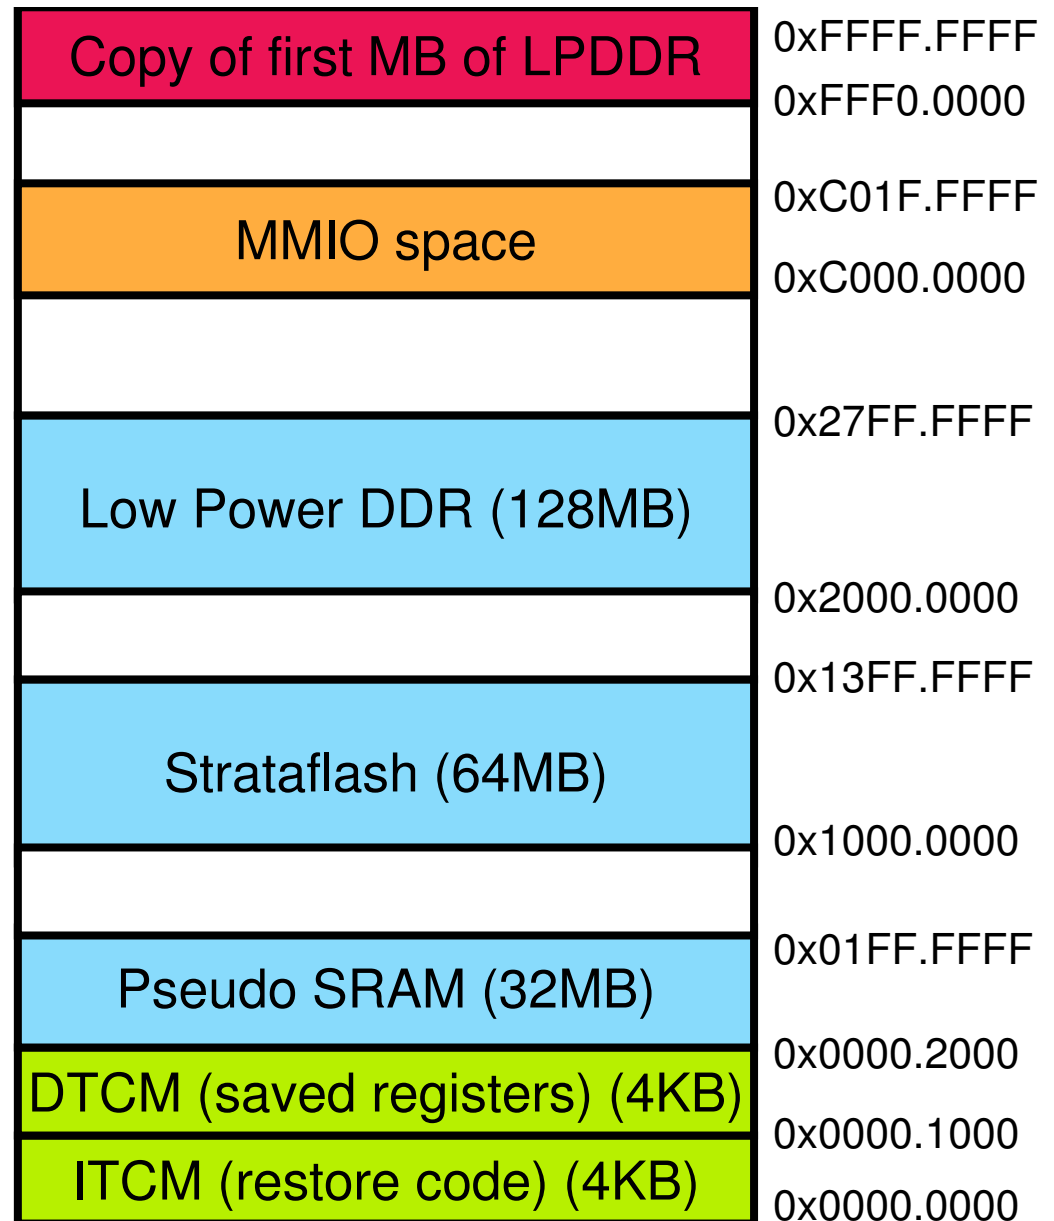 Copy of first MB of LPDDR
0xFFFF.FFFF
0xFFF0.0000
MMIO space
0xC01F.FFFF
0xC000.0000
0x27FF.FFFF
Low Power DDR (128MB)
0x2000.0000
0x13FF.FFFF
Strataflash (64MB)
0x1000.0000
0x01FF.FFFF
Pseudo SRAM (32MB)
0x0000.2000
DTCM (saved registers) (4KB)
0x0000.1000
ITCM (restore code) (4KB)
0x0000.0000